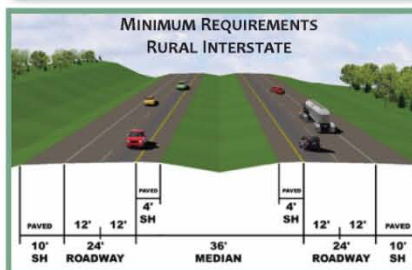 MINIMUM REQUIREMENTS
RURAL INTERSTATE
PAVED
4'
SH
PAVED
4'
SH
PAVED
12' 12'
12' 12'
PAVED
10'
SH
24'
ROADWAY
36'
MEDIAN
24'
ROADWAY
10'
SH